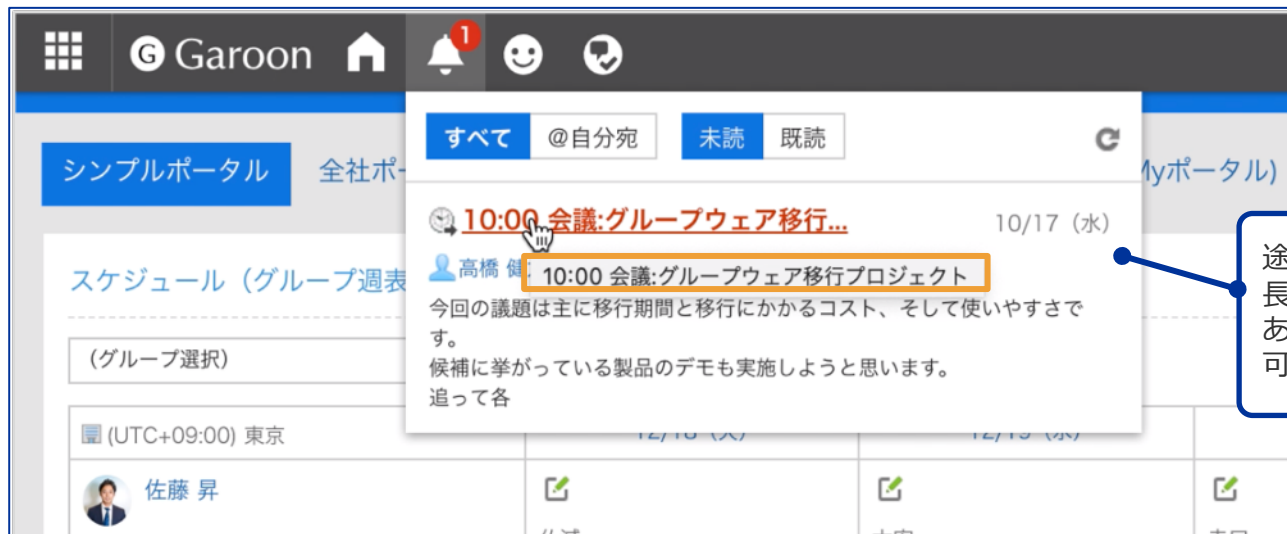 Garoon
1
すべて
@自分宛
未読
既読
シンプルポータル
全社ポー
Myポータル)
10:00 会議:グループウェア移行...
10/17（水）
高橋 健
10:00 会議:グループウェア移行プロジェクト
今回の議題は主に移行期間と移行にかかるコスト、そして使いやすさで
す。
候補に挙がっている製品のデモも実施しようと思います。
追って各
途
長
あ
可
スケジュール（グループ週表
（グループ選択）
(UTC+09:00) 東京
12/18（火）
12/19（水）
佐藤 昇